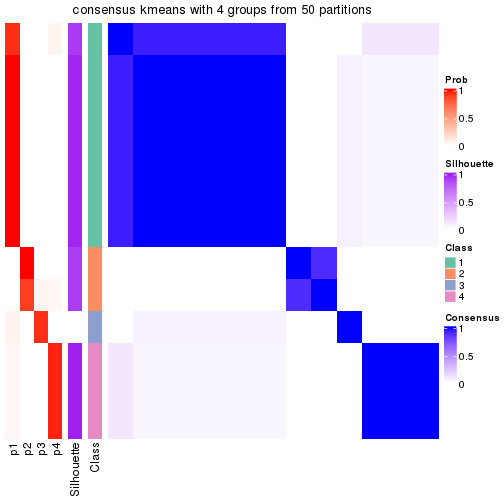 consensus kmeans with 4 groups from 50 partitions
Prob
1
0.5
0
Silhouette
1
0.5
0
Class
1
2
3
4
Consensus
1
0.5
0
p1
p2
p3
p4
Silhouette
Class